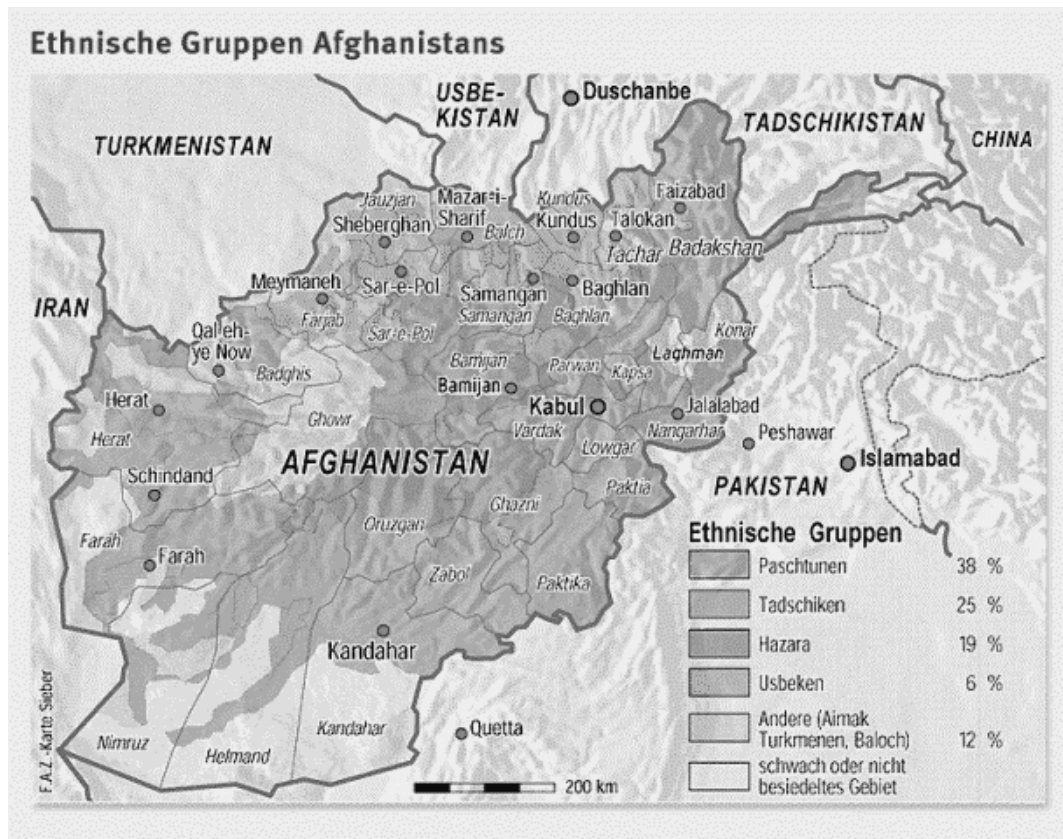 Ethnische Gruppen Afghanistans
USBE-
KISTAN
Duschanbe
TURKMENISTAN
TADSCHIKISTAN
CHINA
Jauzjan
Mazar-i-
Sharif
Kundus
Kundus
Faizabad
Sheberghan
Balch
Talokan
Tachar
Badakshan
Meymaneh
Sar-e-Pol
Samangan
Baghlan
IRAN
Farjab
Sar-e-Pol
Samangan
Baghlan
Konar
Qal'eh-
ye Now
Badghis
Bamijan
Parwan
Kapsa
Laghman
Bamijan
Herat
Ghowr
Kabul
Jalalabad
Herat
Vardak
Nangarhar
Lowgar
Peshawar
AFGHANISTAN
Islamabad
Schindand
Ghazni
Paktia
PAKISTAN
Farah
Oruzgan
Farah
Zabol
Paktika
Kandahar
Nimruz
Helmand
Kandahar
Quetta
200 km
Ethnische Gruppen
Paschtunen 38 %
Tadschiken 25 %
Hazara 19 %
Usbeken 6 %
Andere (Aimak
Turkmenen, Baloch) 12 %
schwach oder nicht
besiedeltes Gebiet
F.A.Z.-Karte Sieber